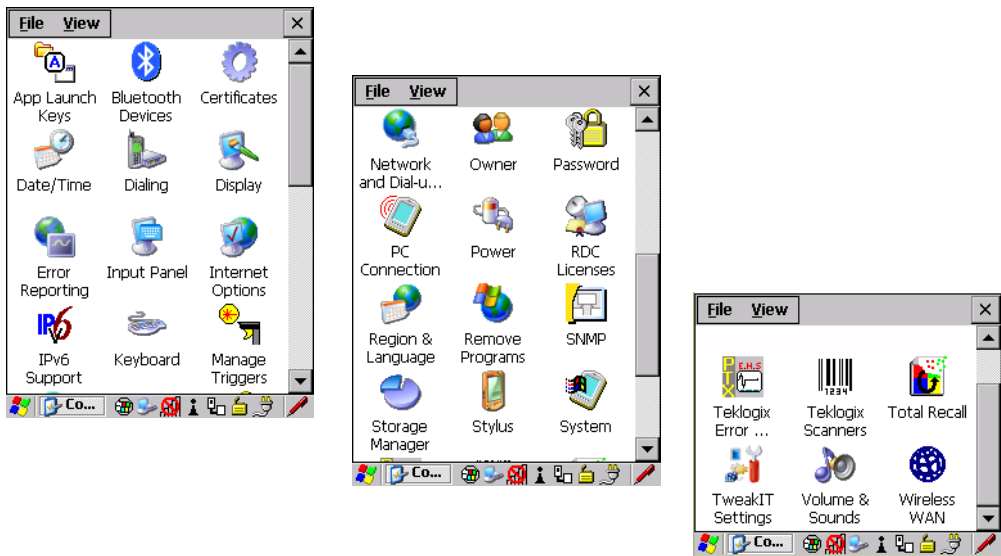 File View
App Launch Keys
Bluetooth Devices
Certificates
Date/Time
Dialing
Display
Error Reporting
Input Panel
Internet Options
IPv6
IPv6 Support
Keyboard
Manage Triggers
Co...
File View
Network and Dial-u...
Owner
Password
PC Connection
Power
RDC Licenses
Region & Language
Remove Programs
SNMP
Storage Manager
Stylus
System
Co...
File View
PTX E.H.S
Teklogix Error ...
1234
Teklogix Scanners
Total Recall
TweakIT Settings
Volume & Sounds
Wireless WAN
Co...